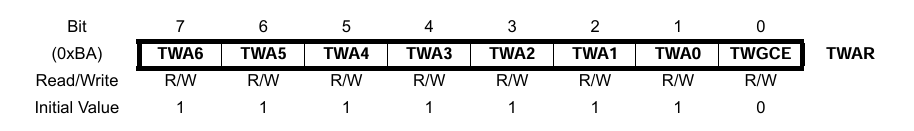 Bit 7 6 5 4 3 2 1 0
(0xBA) TWA6 TWA5 TWA4 TWA3 TWA2 TWA1 TWA0 TWGCE TWAR
Read/Write R/W R/W R/W R/W R/W R/W R/W R/W
Initial Value 1 1 1 1 1 1 1 0